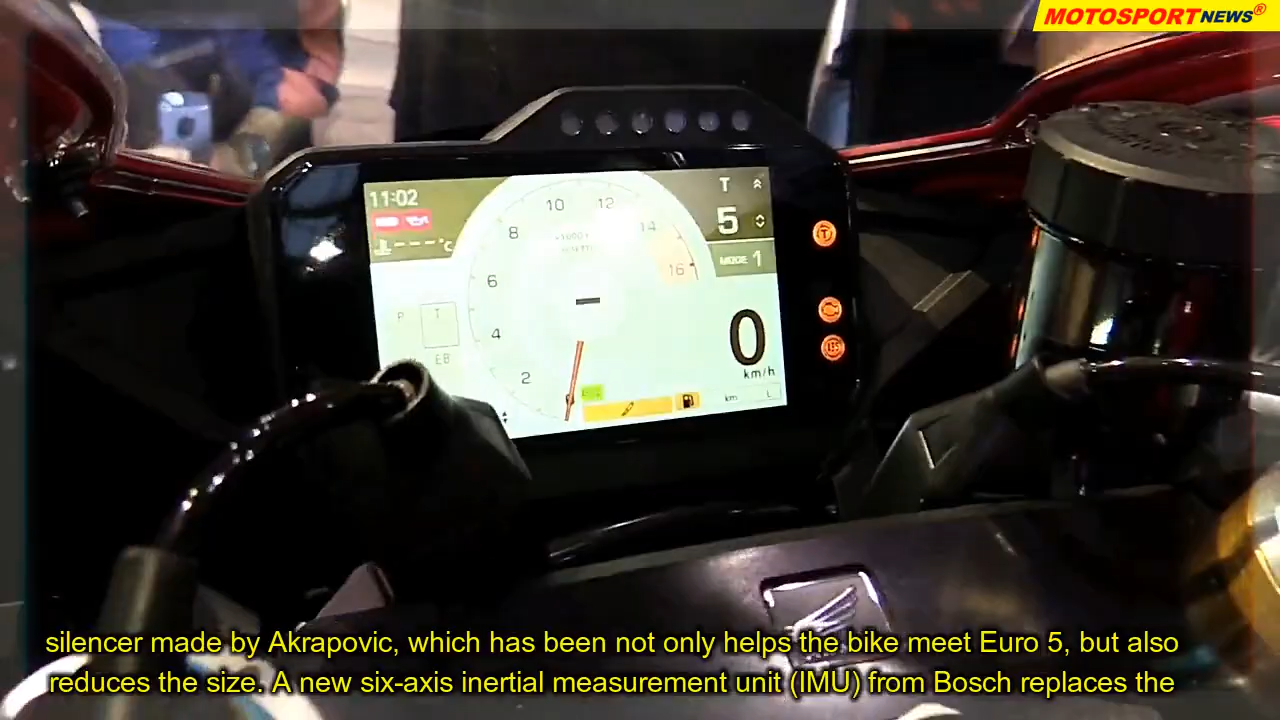 MOTOSPORTNEWS®
11:02
°C
10
12
8
14
6
16
4
2
T
5
MODE 1
P
T
EB
0
km/h
km
L
silencer made by Akrapovic, which has been not only helps the bike meet Euro 5, but also
reduces the size. A new six-axis inertial measurement unit (IMU) from Bosch replaces the